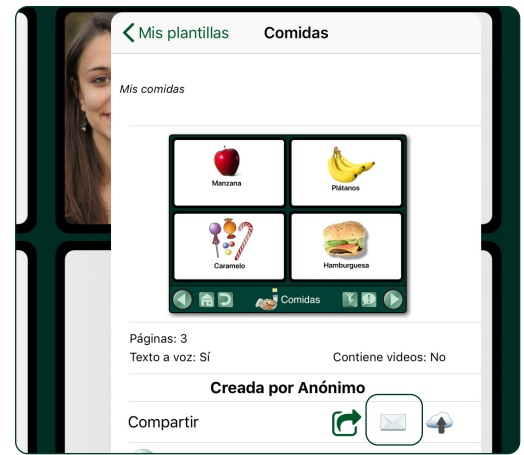 Mis plantillas
Comidas
Mis comidas
Manzana
Plátanos
Caramelo
Hamburguesa
Comidas
Páginas: 3
Texto a voz: Sí
Contiene videos: No
Creada por Anónimo
Compartir